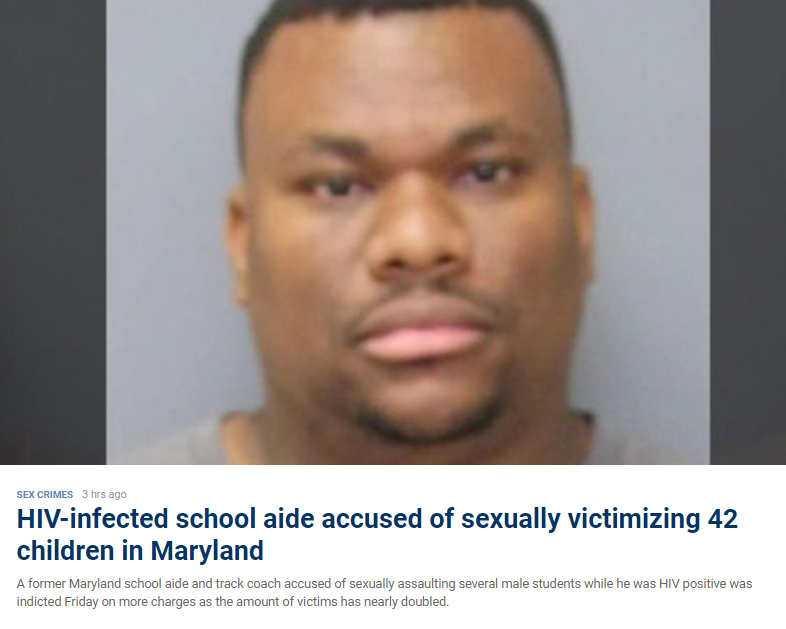 SEX CRIMES 3 hrs ago
HIV-infected school aide accused of sexually victimizing 42
children in Maryland
A former Maryland school aide and track coach accused of sexually assaulting several male students while he was HIV positive was
indicted Friday on more charges as the amount of victims has nearly doubled.